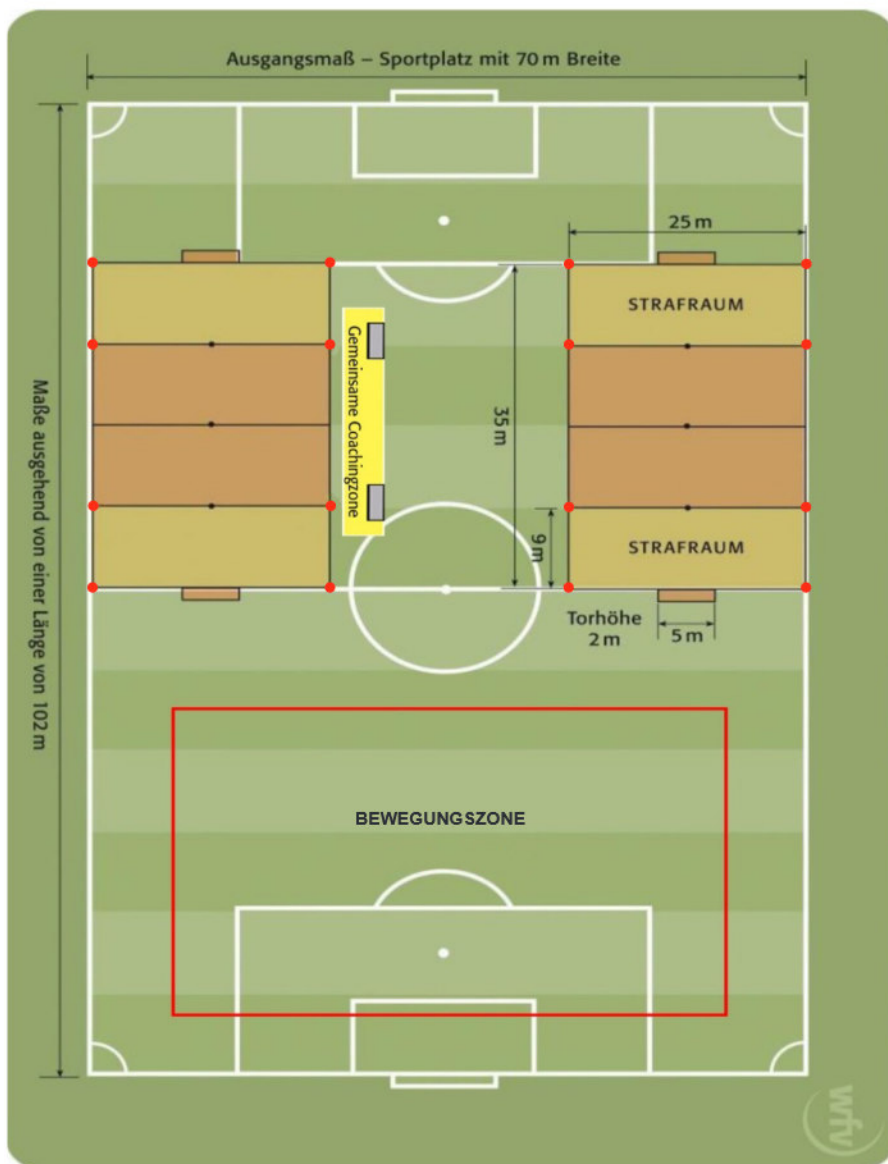 Ausgangsmaß – Sportplatz mit 70 m Breite
25 m
STRAFRAUM
Gemeinsame Coachingzone
35 m
Maße ausgehend von einer Länge von 102 m
9 m
STRAFRAUM
Torhöhe
2 m
5 m
BEWEGUNGSZONE
wfv